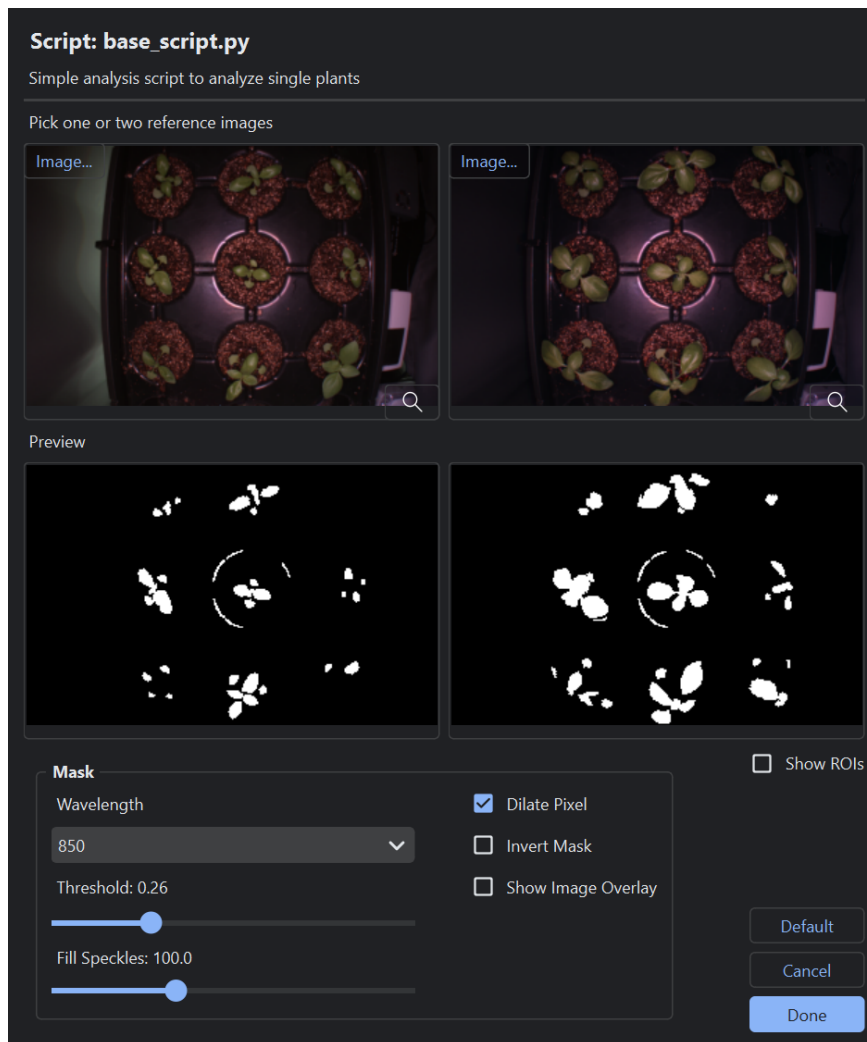 Script: base_script.py
Simple analysis script to analyze single plants
Pick one or two reference images
Image...
Image...
Preview
Show ROIs
Mask
Wavelength
Dilate Pixel
850
Invert Mask
Threshold: 0.26
Show Image Overlay
Default
Fill Speckles: 100.0
Cancel
Done